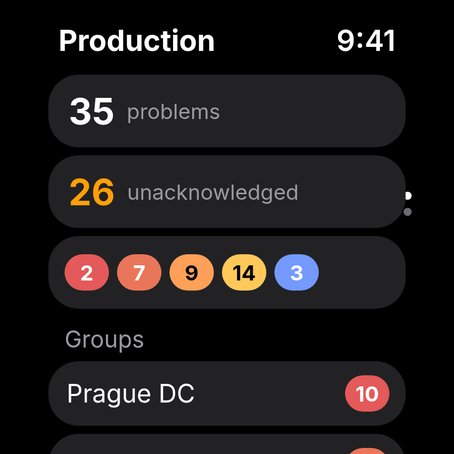 Production 9:41
35 problems
26 unacknowledged
2 7 9 14 3
Groups
Prague DC 10